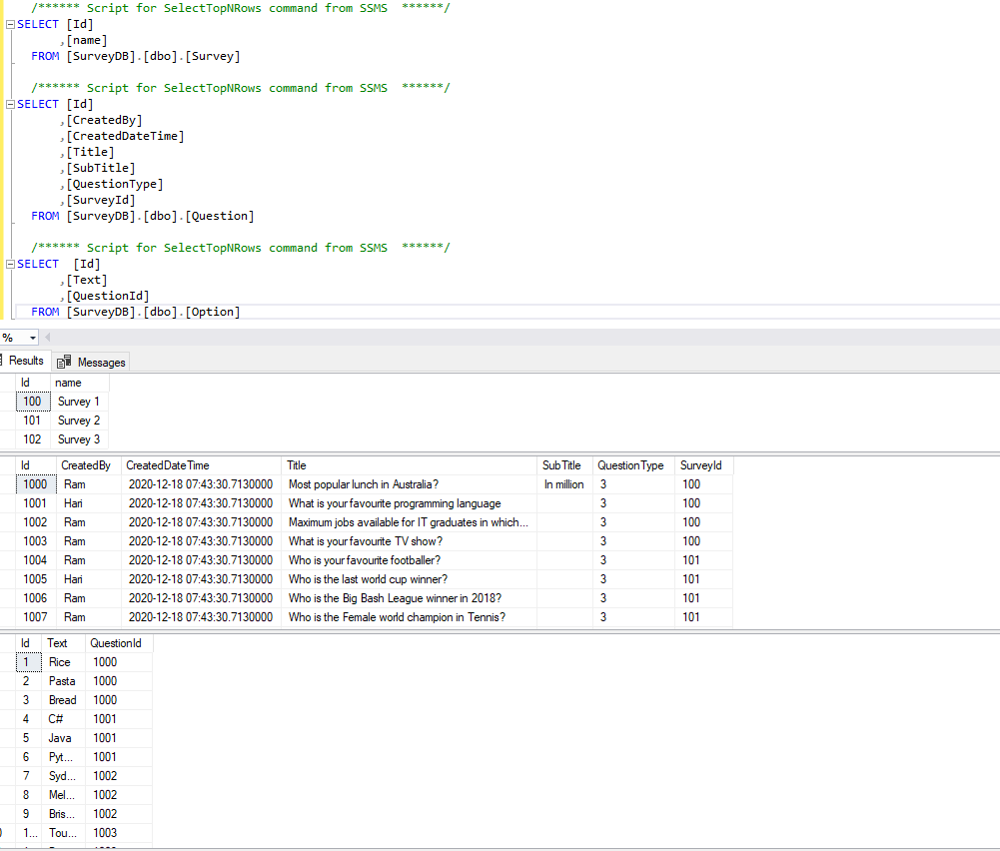 /****** Script for SelectTopNRows command from SSMS  ******/
SELECT [Id]
      ,[name]
  FROM [SurveyDB].[dbo].[Survey]
/****** Script for SelectTopNRows command from SSMS  ******/
SELECT [Id]
      ,[CreatedBy]
      ,[CreatedDateTime]
      ,[Title]
      ,[SubTitle]
      ,[QuestionType]
      ,[SurveyId]
  FROM [SurveyDB].[dbo].[Question]
/****** Script for SelectTopNRows command from SSMS  ******/
SELECT  [Id]
      ,[Text]
      ,[QuestionId]
  FROM [SurveyDB].[dbo].[Option]
%
Results Messages
Id name
100 Survey 1
101 Survey 2
102 Survey 3
Id CreatedBy CreatedDateTime Title SubTitle QuestionType SurveyId
1000 Ram 2020-12-18 07:43:30.7130000 Most popular lunch in Australia? In million 3 100
1001 Hari 2020-12-18 07:43:30.7130000 What is your favourite programming language 3 100
1002 Ram 2020-12-18 07:43:30.7130000 Maximum jobs available for IT graduates in which... 3 100
1003 Ram 2020-12-18 07:43:30.7130000 What is your favourite TV show? 3 100
1004 Ram 2020-12-18 07:43:30.7130000 Who is your favourite footballer? 3 101
1005 Hari 2020-12-18 07:43:30.7130000 Who is the last world cup winner? 3 101
1006 Ram 2020-12-18 07:43:30.7130000 Who is the Big Bash League winner in 2018? 3 101
1007 Ram 2020-12-18 07:43:30.7130000 Who is the Female world champion in Tennis? 3 101
Id Text QuestionId
1 Rice 1000
2 Pasta 1000
3 Bread 1000
4 C# 1001
5 Java 1001
6 Pyt... 1001
7 Syd... 1002
8 Mel... 1002
9 Bris... 1002
1... Tou... 1003